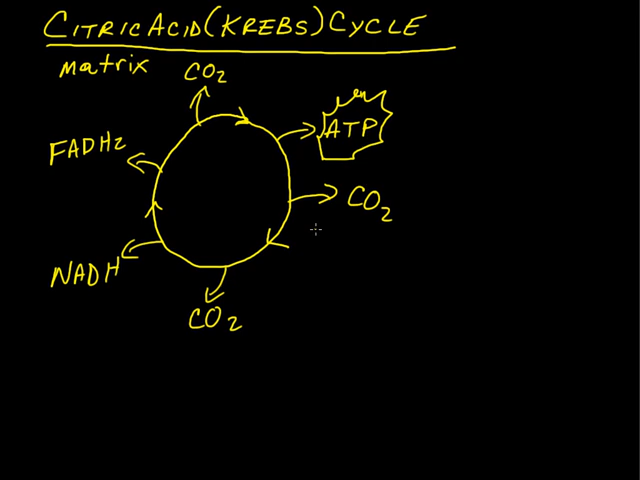 CITRIC ACID (KREBS) CYCLE
matrix
CO2
ATP
FADH2
CO2
NADH
CO2